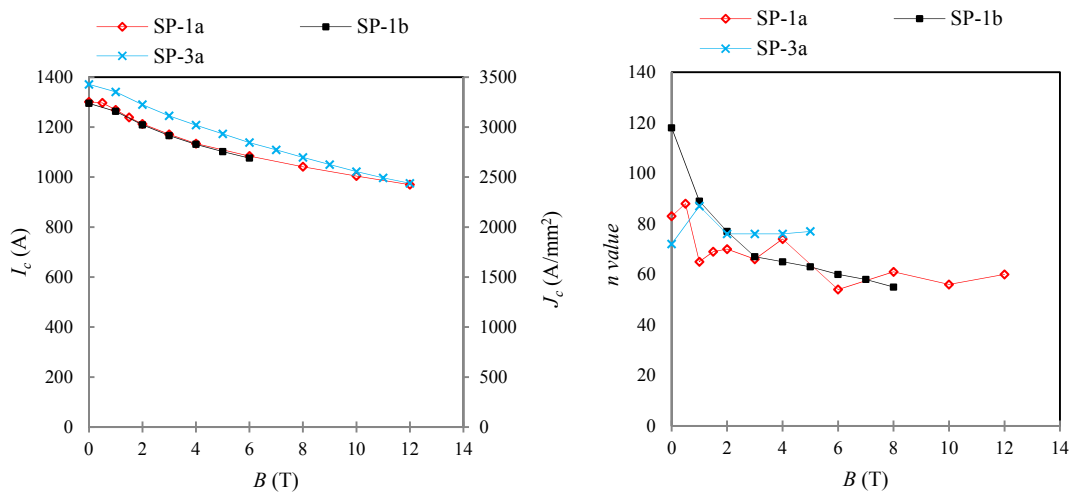 SP-1a SP-1b
SP-3a
1400
1200
1000
800
600
400
200
0
I_c (A)
3500
3000
2500
2000
1500
1000
500
0
J_c (A/mm²)
0 2 4 6 8 10 12 14
B (T)
SP-1a SP-1b
SP-3a
140
120
100
80
60
40
20
0
n value
0 2 4 6 8 10 12 14
B (T)